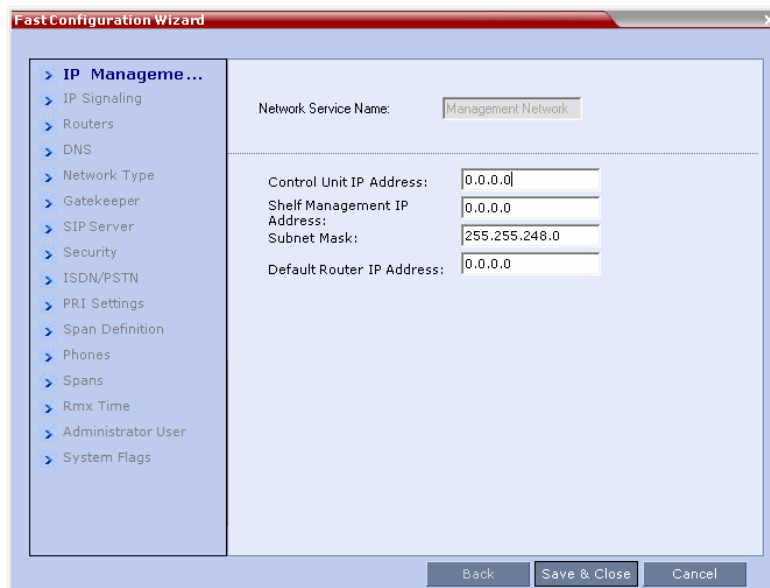 Fast Configuration Wizard
IP Manageme...
IP Signaling
Routers
DNS
Network Type
Gatekeeper
SIP Server
Security
ISDN/PSTN
PRI Settings
Span Definition
Phones
Spans
Rmx Time
Administrator User
System Flags
Network Service Name: Management Network
Control Unit IP Address: 0.0.0.0
Shelf Management IP
Address: 0.0.0.0
Subnet Mask: 255.255.248.0
Default Router IP Address: 0.0.0.0
Back Save & Close Cancel